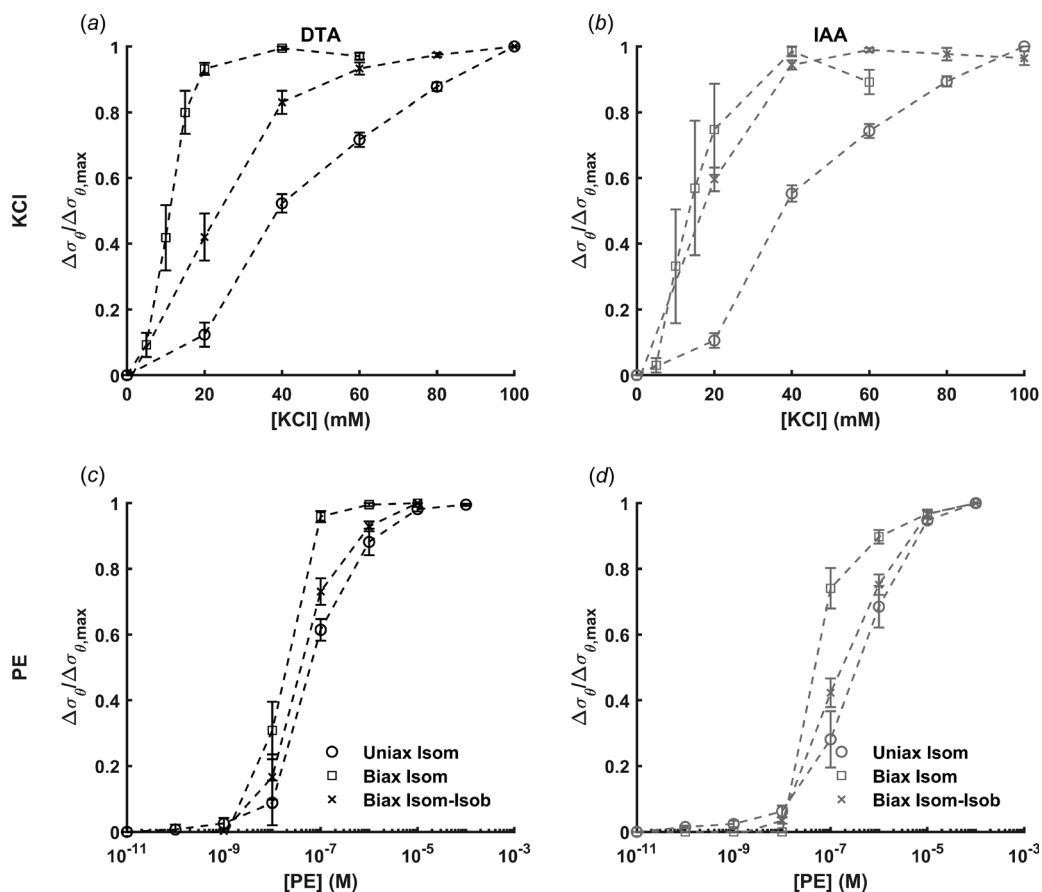 (a)
DTA
(b)
IAA
KCl
Δσθ/Δσθ,max
1
0.8
0.6
0.4
0.2
0
0 20 40 60 80 100
[KCl] (mM)
Δσθ/Δσθ,max
1
0.8
0.6
0.4
0.2
0
0 20 40 60 80 100
[KCl] (mM)
(c)
(d)
PE
Δσθ/Δσθ,max
1
0.8
0.6
0.4
0.2
0
Uniax Isom
Biax Isom
Biax Isom-Isob
10⁻¹¹ 10⁻⁹ 10⁻⁷ 10⁻⁵ 10⁻³
[PE] (M)
Δσθ/Δσθ,max
1
0.8
0.6
0.4
0.2
0
Uniax Isom
Biax Isom
Biax Isom-Isob
10⁻¹¹ 10⁻⁹ 10⁻⁷ 10⁻⁵ 10⁻³
[PE] (M)